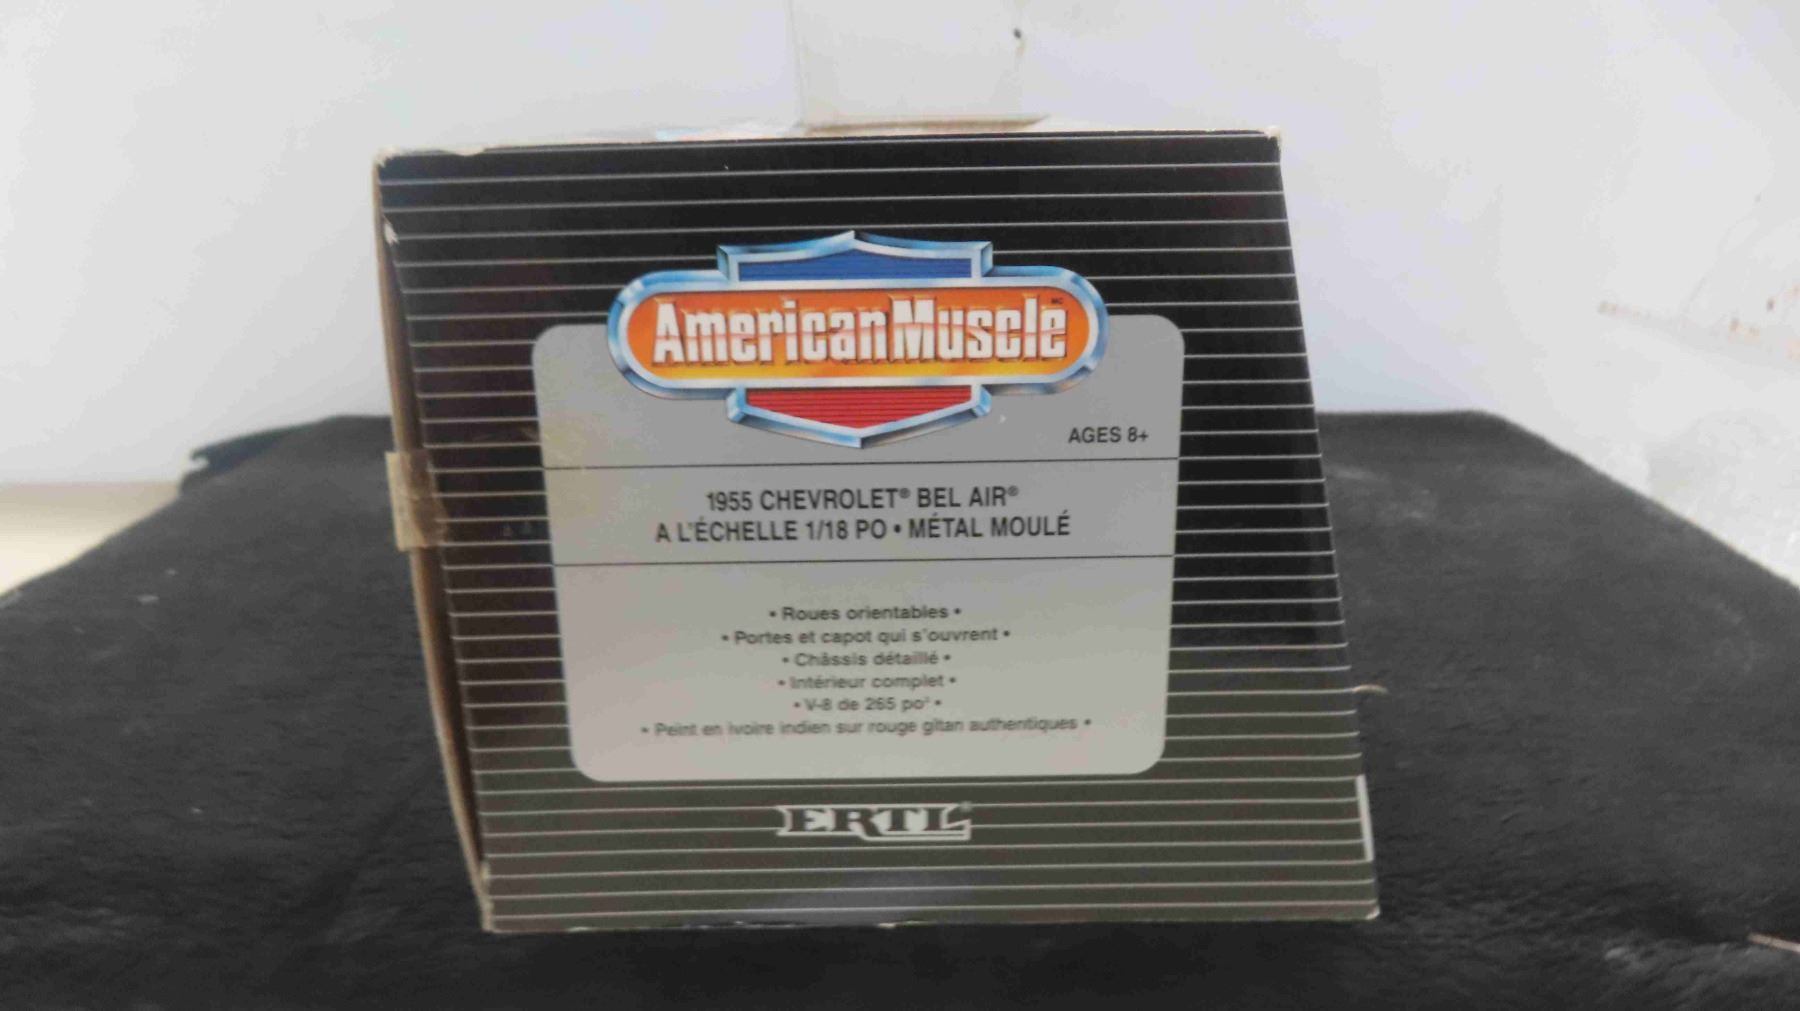 AmericanMuscle MC
AGES 8+
1955 CHEVROLET® BEL AIR®
A L'ÉCHELLE 1/18 PO • MÉTAL MOULÉ
• Roues orientables •
• Portes et capot qui s'ouvrent •
• Châssis détaillé •
• Intérieur complet •
• V-8 de 265 po³ •
• Peint en ivoire indien sur rouge gitan authentiques •
ERTL®